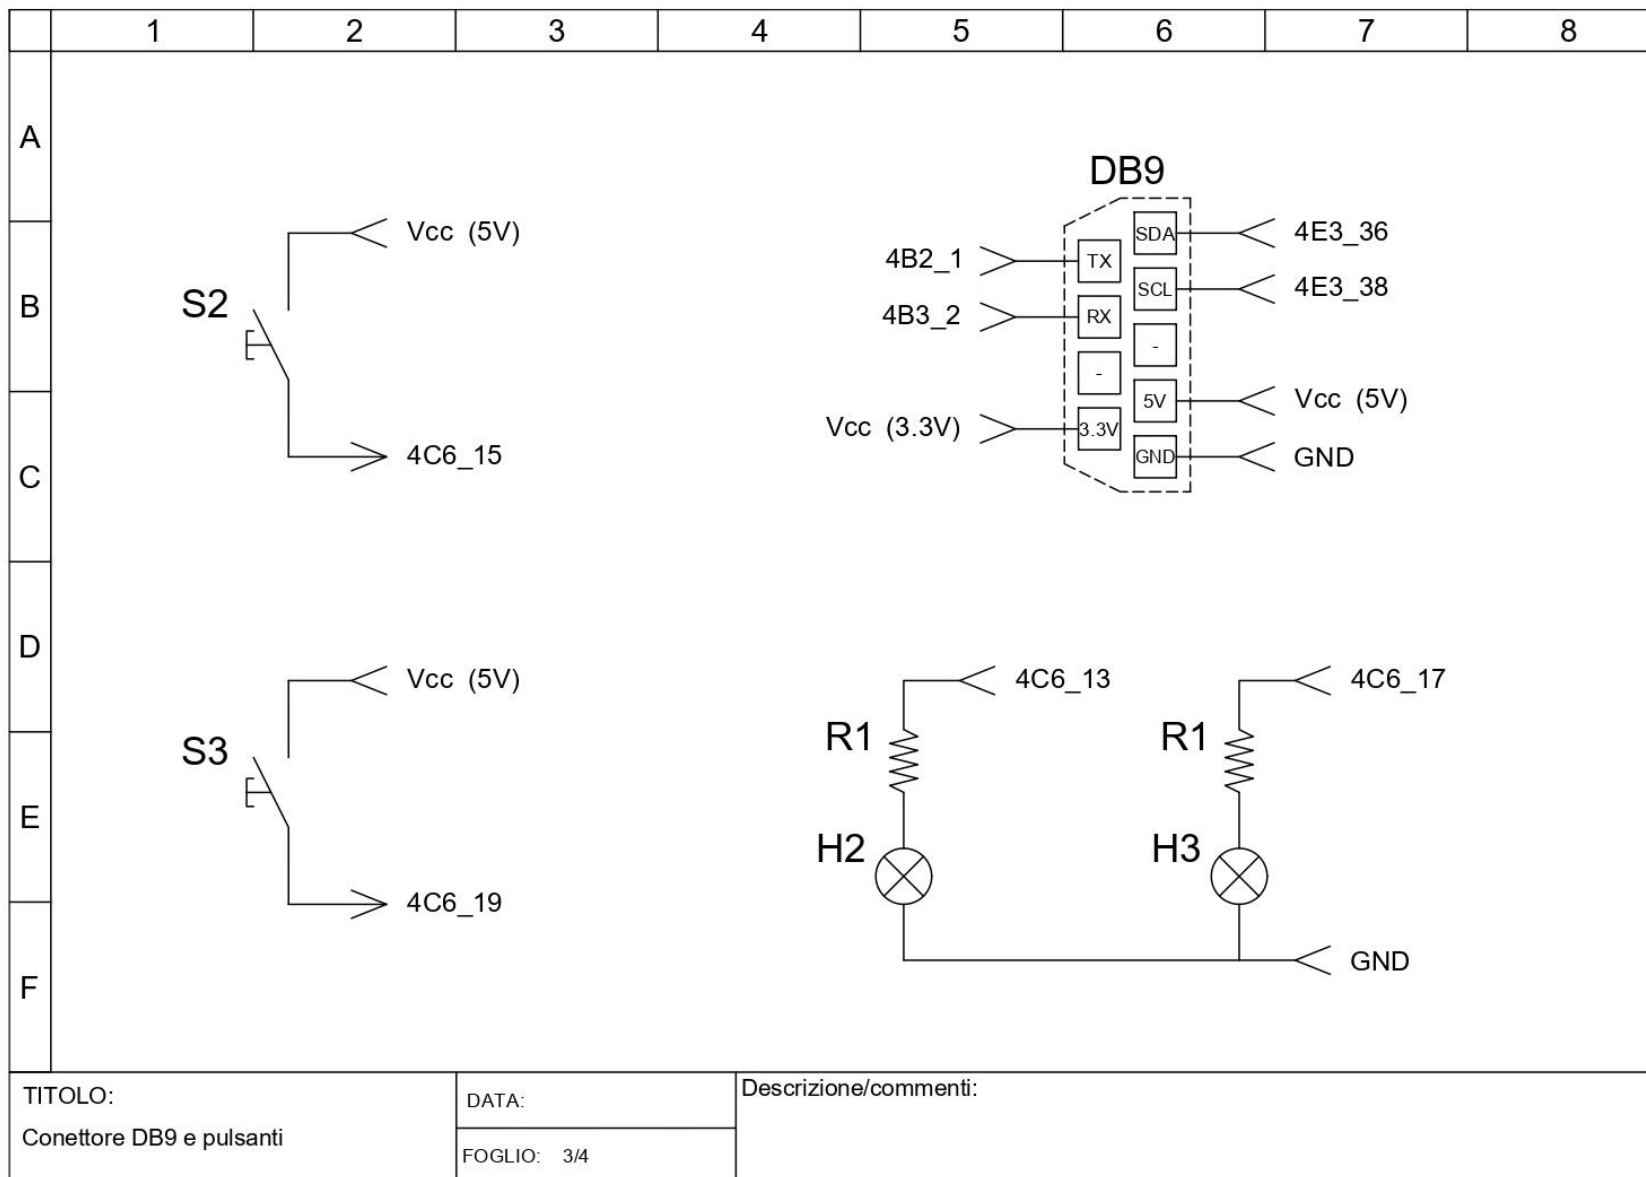 1 2 3 4 5 6 7 8
A
DB9
Vcc (5V)
SDA
4E3_36
4B2_1
TX
SCL
4E3_38
B
S2
4B3_2
RX
-
-
5V
Vcc (5V)
Vcc (3.3V)
3.3V
4C6_15
GND
GND
C
D
Vcc (5V)
4C6_13
4C6_17
S3
R1
R1
E
H2
H3
4C6_19
GND
F
TITOLO:
Conettore DB9 e pulsanti
DATA:
FOGLIO: 3/4
Descrizione/commenti: